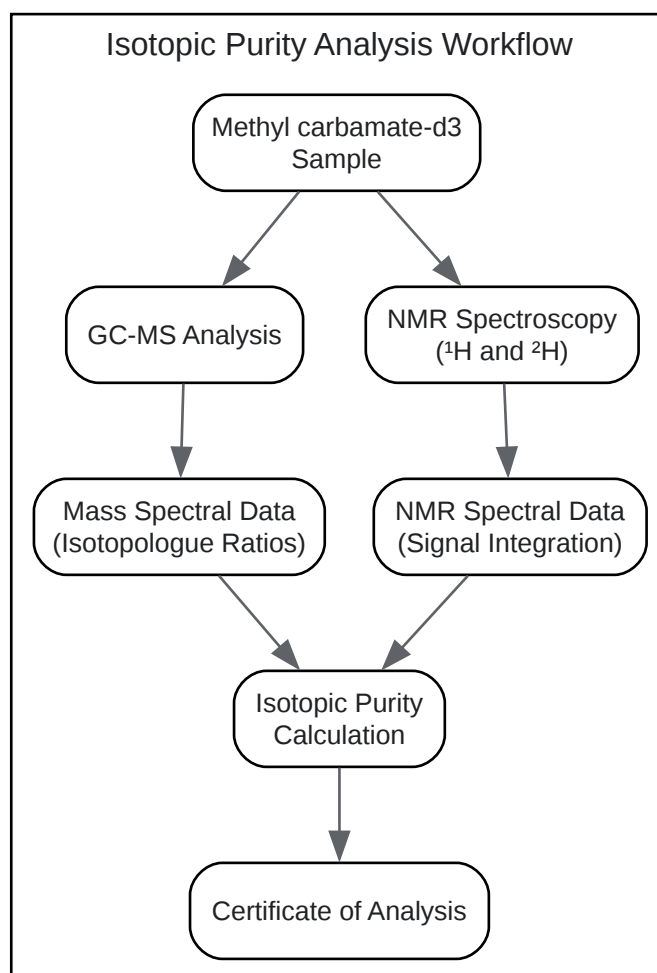 Isotopic Purity Analysis Workflow
Methyl carbamate-d3
Sample
GC-MS Analysis
NMR Spectroscopy
(¹H and ²H)
Mass Spectral Data
(Isotopologue Ratios)
NMR Spectral Data
(Signal Integration)
Isotopic Purity
Calculation
Certificate of Analysis